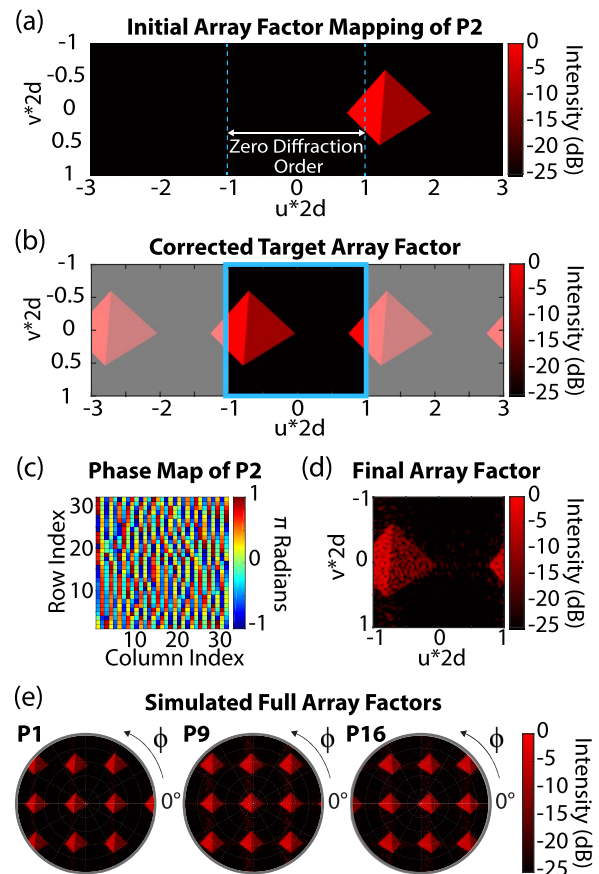 (a)
Initial Array Factor Mapping of P2
-1
-0.5
0
0.5
1
v*2d
Zero Diffraction
Order
-3 -2 -1 0 1 2 3
u*2d
0
-5
-10
-15
-20
-25
Intensity (dB)
(b)
Corrected Target Array Factor
-1
-0.5
0
0.5
1
v*2d
-3 -2 -1 0 1 2 3
u*2d
0
-5
-10
-15
-20
-25
Intensity (dB)
(c)
Phase Map of P2
30
20
10
Row Index
10 20 30
Column Index
1
0
-1
π Radians
(d)
Final Array Factor
-1
0
1
v*2d
-1 0 1
u*2d
0
-5
-10
-15
-20
-25
Intensity (dB)
(e)
Simulated Full Array Factors
P1 ϕ P9 ϕ P16 ϕ
0° 0° 0°
0
-5
-10
-15
-20
-25
Intensity (dB)